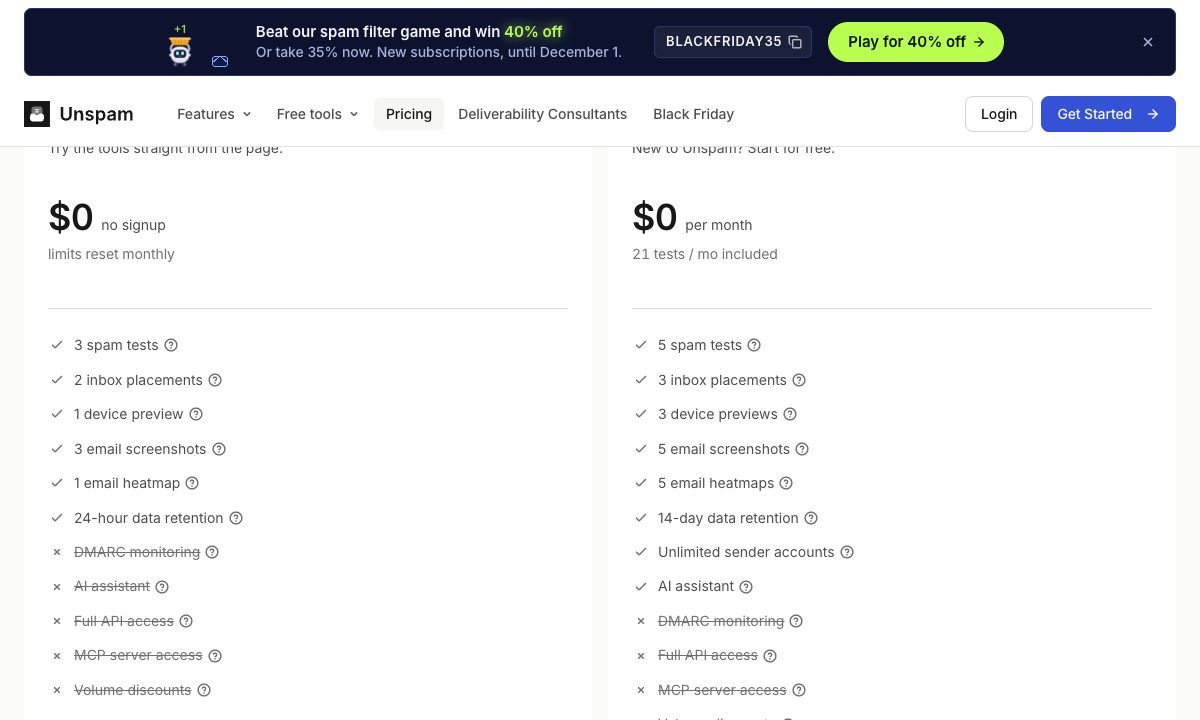 +1
Beat our spam filter game and win 40% off
Or take 35% now. New subscriptions, until December 1.
BLACKFRIDAY35
Play for 40% off →
Unspam
Features
Free tools
Pricing
Deliverability Consultants
Black Friday
Login
Get Started →
Try the tools straight from the page.
$0 no signup
limits reset monthly
3 spam tests
2 inbox placements
1 device preview
3 email screenshots
1 email heatmap
24-hour data retention
DMARC monitoring
AI assistant
Full API access
MCP server access
Volume discounts
New to Unspam? Start for free.
$0 per month
21 tests / mo included
5 spam tests
3 inbox placements
3 device previews
5 email screenshots
5 email heatmaps
14-day data retention
Unlimited sender accounts
AI assistant
DMARC monitoring
Full API access
MCP server access